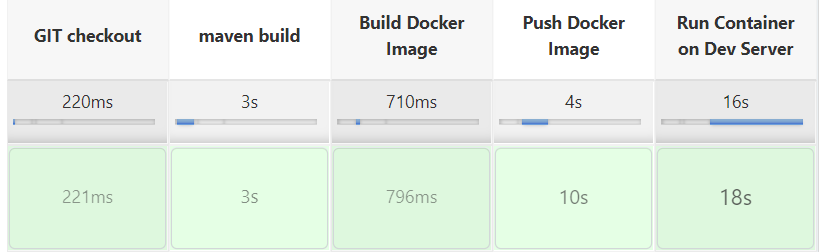 GIT checkout
maven build
Build Docker
Image
Push Docker
Image
Run Container
on Dev Server
220ms
3s
710ms
4s
16s
221ms
3s
796ms
10s
18s